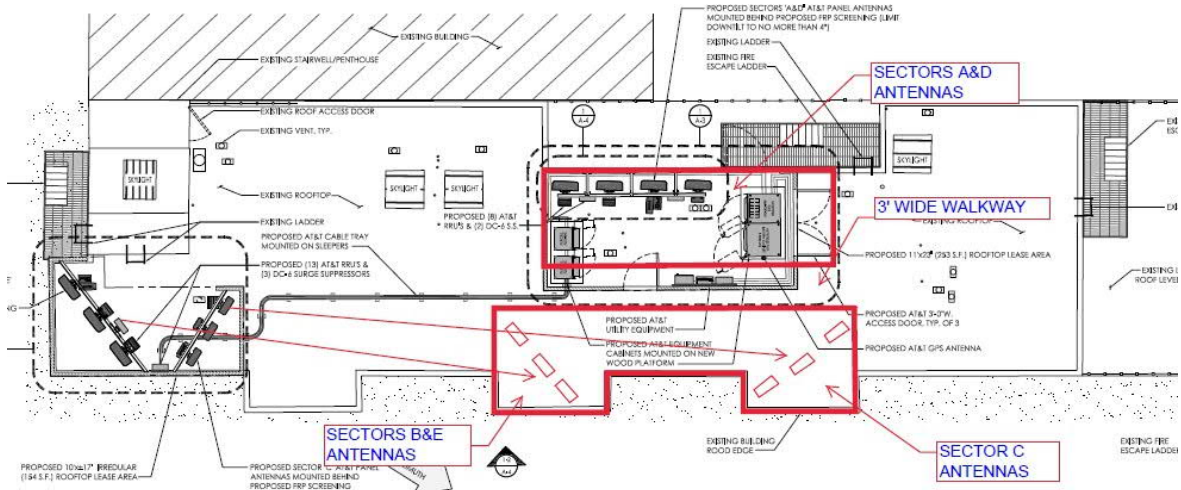 EXISTING BUILDING
EXISTING STAIRWELL/PENTHOUSE
EXISTING ROOF ACCESS DOOR
EXISTING VENT, TYP.
SKYLIGHT
EXISTING ROOFTOP
SKYLIGHT
SKYLIGHT
EXISTING LADDER
PROPOSED AT&T CABLE TRAY
MOUNTED ON SLEEPERS
PROPOSED (13) AT&T RRU'S &
(3) DC-6 SURGE SUPPRESSORS
PROPOSED (8) AT&T
RRU'S & (2) DC-6 S.S.
PROPOSED SECTORS 'A&D' AT&T PANEL ANTENNAS
MOUNTED BEHIND PROPOSED FRP SCREENING (LIMIT
DOWNTILT TO NO MORE THAN 4°)
EXISTING LADDER
EXISTING FIRE
ESCAPE LADDER
SECTORS A&D
ANTENNAS
1
A-4
A-3
SKYLIGHT
3' WIDE WALKWAY
EXISTING ROOFTOP
PROPOSED 11'x23' (253 S.F.) ROOFTOP LEASE AREA
PROPOSED AT&T 3'-0"W.
ACCESS DOOR, TYP. OF 3
PROPOSED AT&T GPS ANTENNA
PROPOSED AT&T
UTILITY EQUIPMENT
PROPOSED AT&T EQUIPMENT
CABINETS MOUNTED ON NEW
WOOD PLATFORM
SECTORS B&E
ANTENNAS
SECTOR C
ANTENNAS
EXISTING BUILDING
ROOD EDGE
EXISTING FIRE
ESCAPE LADDER
EXISTING L
ROOF LEVE
EXI
ESC
PROPOSED 10'x±17' IRREGULAR
(154 S.F.) ROOFTOP LEASE AREA
PROPOSED SECTOR 'C' AT&T PANEL
ANTENNAS MOUNTED BEHIND
PROPOSED FRP SCREENING